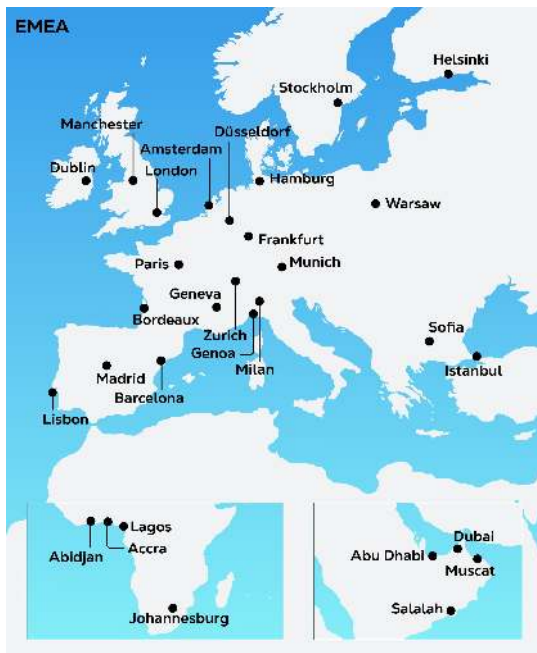 EMEA
Helsinki
Stockholm
Manchester
Düsseldorf
Amsterdam
Dublin
London
Hamburg
Warsaw
Frankfurt
Paris
Munich
Geneva
Bordeaux
Zurich
Sofia
Genoa
Milan
Istanbul
Madrid
Barcelona
Lisbon
Lagos
Abidjan
Accra
Johannesburg
Dubai
Abu Dhabi
Muscat
Salalah